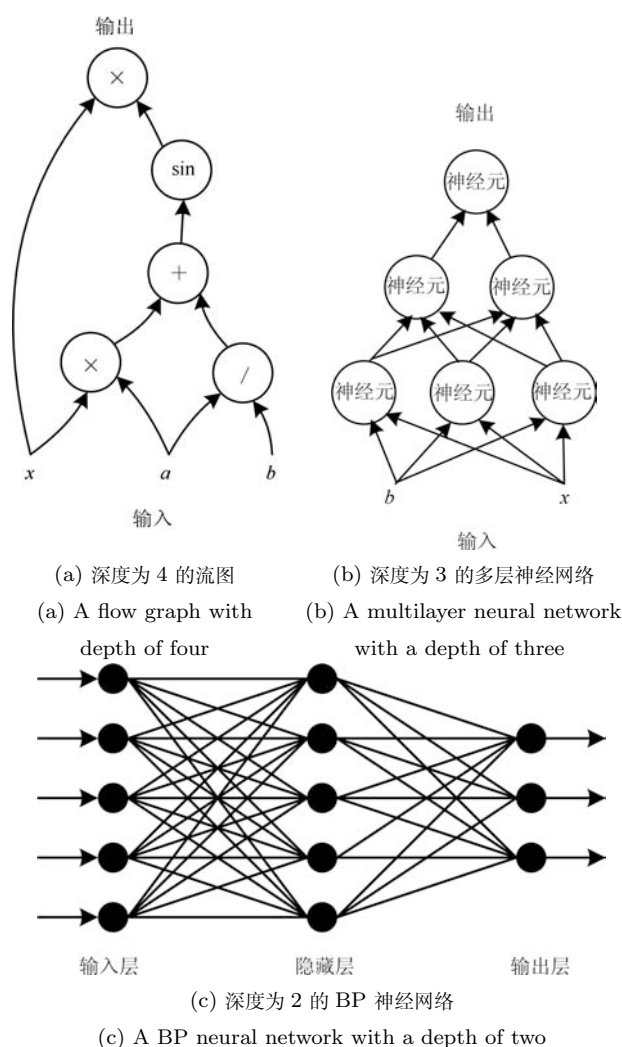 输出
×
sin
+
×
/
x a b
输入
输出
神经元
神经元 神经元
神经元 神经元 神经元
b x
输入
(a) 深度为 4 的流图
(a) A flow graph with
depth of four
(b) 深度为 3 的多层神经网络
(b) A multilayer neural network
with a depth of three
输入层 隐藏层 输出层
(c) 深度为 2 的 BP 神经网络
(c) A BP neural network with a depth of two